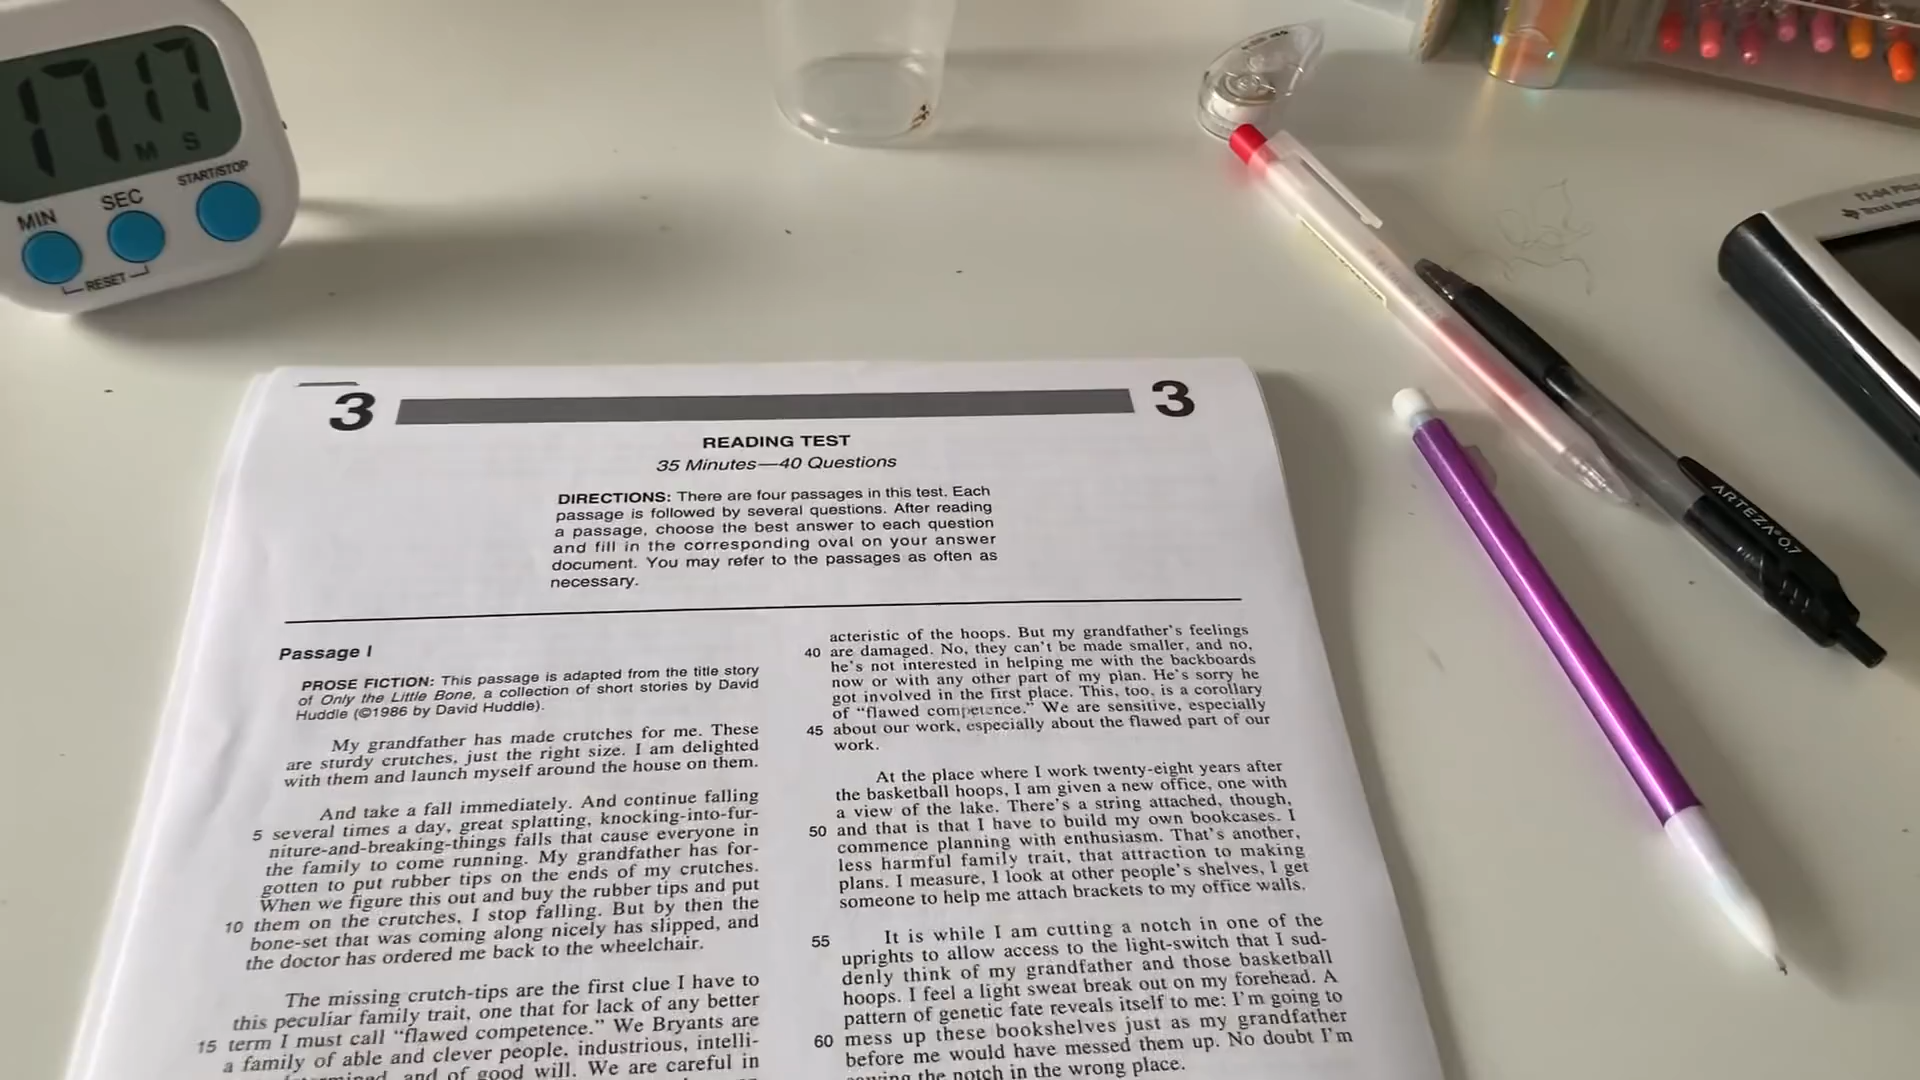 17 17
M S
MIN SEC START/STOP
RESET
TI-84 Plus
Texas Instr
ARTEZA® 0.7
3 3
READING TEST
35 Minutes—40 Questions
DIRECTIONS: There are four passages in this test. Each
passage is followed by several questions. After reading
a passage, choose the best answer to each question
and fill in the corresponding oval on your answer
document. You may refer to the passages as often as
necessary.
Passage I
PROSE FICTION: This passage is adapted from the title story
of Only the Little Bone, a collection of short stories by David
Huddle (©1986 by David Huddle).
My grandfather has made crutches for me. These
are sturdy crutches, just the right size. I am delighted
with them and launch myself around the house on them.
And take a fall immediately. And continue falling
5 several times a day, great splatting, knocking-into-fur-
niture-and-breaking-things falls that cause everyone in
the family to come running. My grandfather has for-
gotten to put rubber tips on the ends of my crutches.
When we figure this out and buy the rubber tips and put
10 them on the crutches, I stop falling. But by then the
bone-set that was coming along nicely has slipped, and
the doctor has ordered me back to the wheelchair.
The missing crutch-tips are the first clue I have to
this peculiar family trait, one that for lack of any better
15 term I must call “flawed competence.” We Bryants are
a family of able and clever people, industrious, intelli-
and of good will. We are careful in
acteristic of the hoops. But my grandfather’s feelings
40 are damaged. No, they can’t be made smaller, and no,
he’s not interested in helping me with the backboards
now or with any other part of my plan. He’s sorry he
got involved in the first place. This, too, is a corollary
of “flawed competence.” We are sensitive, especially
45 about our work, especially about the flawed part of our
work.
At the place where I work twenty-eight years after
the basketball hoops, I am given a new office, one with
a view of the lake. There’s a string attached, though,
50 and that is that I have to build my own bookcases. I
commence planning with enthusiasm. That’s another,
less harmful family trait, that attraction to making
plans. I measure, I look at other people’s shelves, I get
someone to help me attach brackets to my office walls.
55 It is while I am cutting a notch in one of the
uprights to allow access to the light-switch that I sud-
denly think of my grandfather and those basketball
hoops. I feel a light sweat break out on my forehead. A
pattern of genetic fate reveals itself to me: I’m going to
60 mess up these bookshelves just as my grandfather
before me would have messed them up. No doubt I’m
the notch in the wrong place.